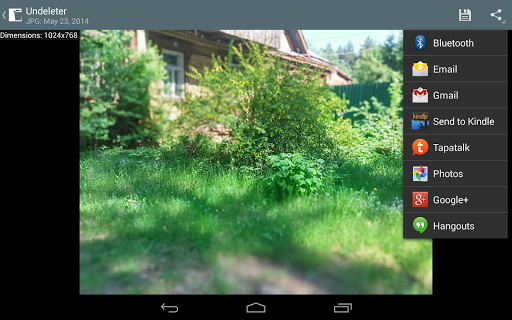 Undeleter
JPG: May 23, 2014
Dimensions: 1024x768
Bluetooth
Email
Gmail
kindle
Send to Kindle
Tapatalk
Photos
Google+
Hangouts